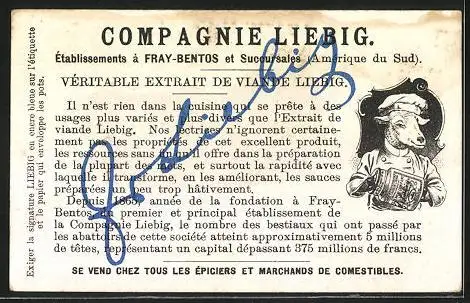 COMPAGNIE LIEBIG.
Établissements à FRAY-BENTOS et Succursales (Amérique du Sud).
VÉRITABLE EXTRAIT DE VIANDE LIEBIG.
Il n'est rien dans la cuisine qui se prête à des
usages plus variés et plus divers que l'Extrait de
viande Liebig. Nos lectrices n'ignorent certaine-
ment pas les propriétés de cet excellent produit,
les ressources sans qu'il offre dans la préparation
de la plupart des mets, et surtout la rapidité avec
laquelle il transforme, en les améliorant, les sauces
préparées un peu trop hâtivement.
Depuis 1865, année de la fondation à Fray-
Bentos du premier et principal établissement de
la Compagnie Liebig, le nombre des bestiaux qui ont passé par
les abattoirs de cette société atteint approximativement 5 millions
de têtes, représentant un capital dépassant 375 millions de francs.
SE VEND CHEZ TOUS LES ÉPICIERS ET MARCHANDS DE COMESTIBLES.
Exiger la signature LIEBIG en encre bleue sur l'étiquette
et le papier qui enveloppe les pots.
Liebig